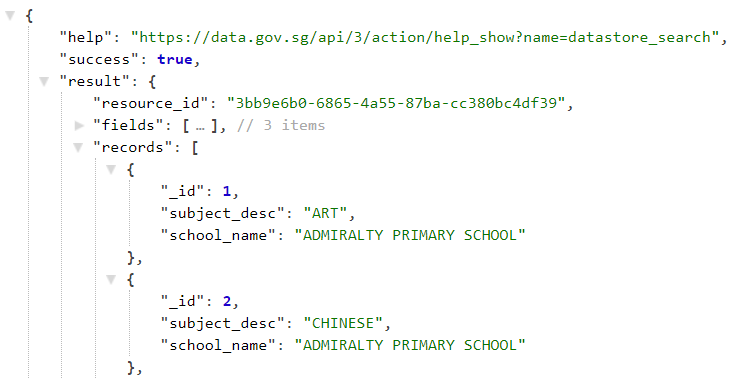 {
"help": "https://data.gov.sg/api/3/action/help_show?name=datastore_search",
"success": true,
"result": {
"resource_id": "3bb9e6b0-6865-4a55-87ba-cc380bc4df39",
"fields": [ … ], // 3 items
"records": [
{
"_id": 1,
"subject_desc": "ART",
"school_name": "ADMIRALTY PRIMARY SCHOOL"
},
{
"_id": 2,
"subject_desc": "CHINESE",
"school_name": "ADMIRALTY PRIMARY SCHOOL"
},